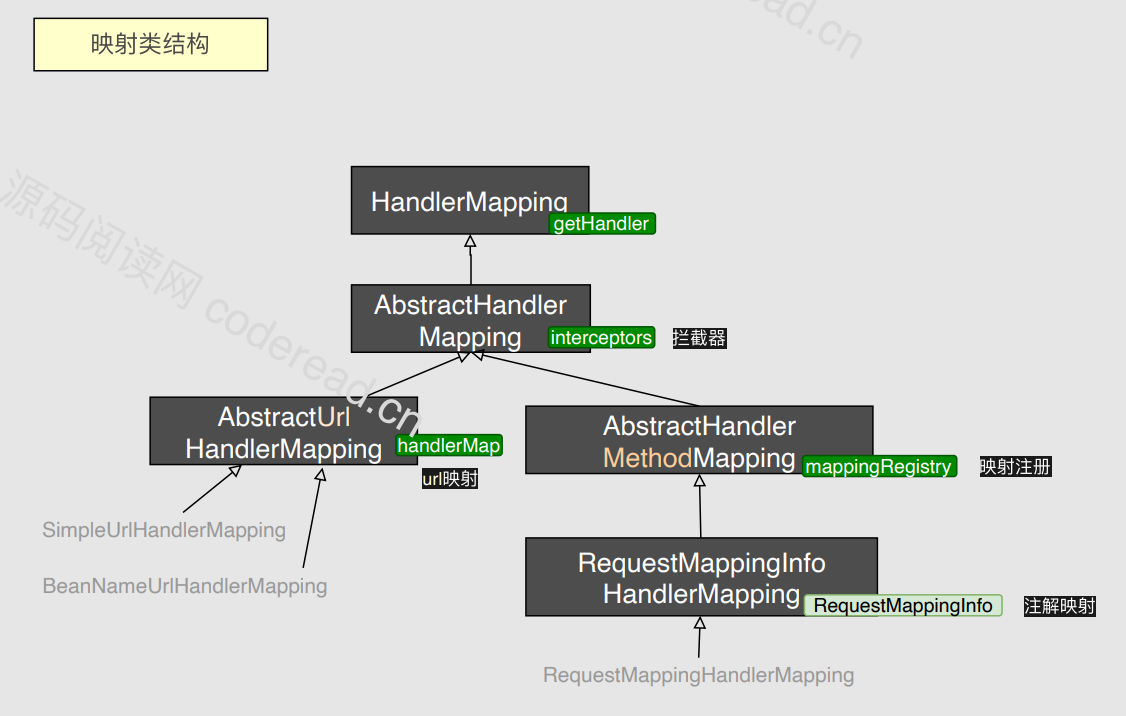 映射类结构
HandlerMapping
getHandler
AbstractHandler
Mapping
interceptors
拦截器
AbstractUrl
HandlerMapping
handlerMap
url映射
AbstractHandler
MethodMapping
mappingRegistry
映射注册
SimpleUrlHandlerMapping
BeanNameUrlHandlerMapping
RequestMappingInfo
HandlerMapping
RequestMappingInfo
注解映射
RequestMappingHandlerMapping
源码阅读网 coderead.cn
ad.cn